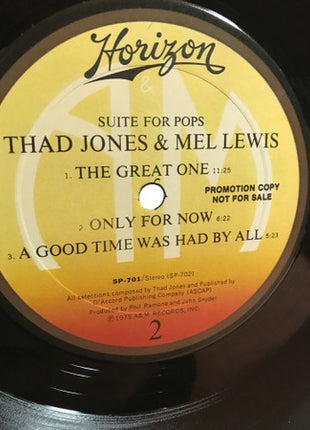 Horizon
&
SUITE FOR POPS
THAD JONES & MEL LEWIS
1. THE GREAT ONE 11:25
PROMOTION COPY
NOT FOR SALE
2. ONLY FOR NOW 6:22
3. A GOOD TIME WAS HAD BY ALL 5:23
SP-701/Stereo (SP-702)
All selections composed by Thad Jones and Published by
D'Accord Publishing Company (ASCAP)
Produced by Phil Ramone and John Snyder
℗1975 A&M RECORDS, INC.
2